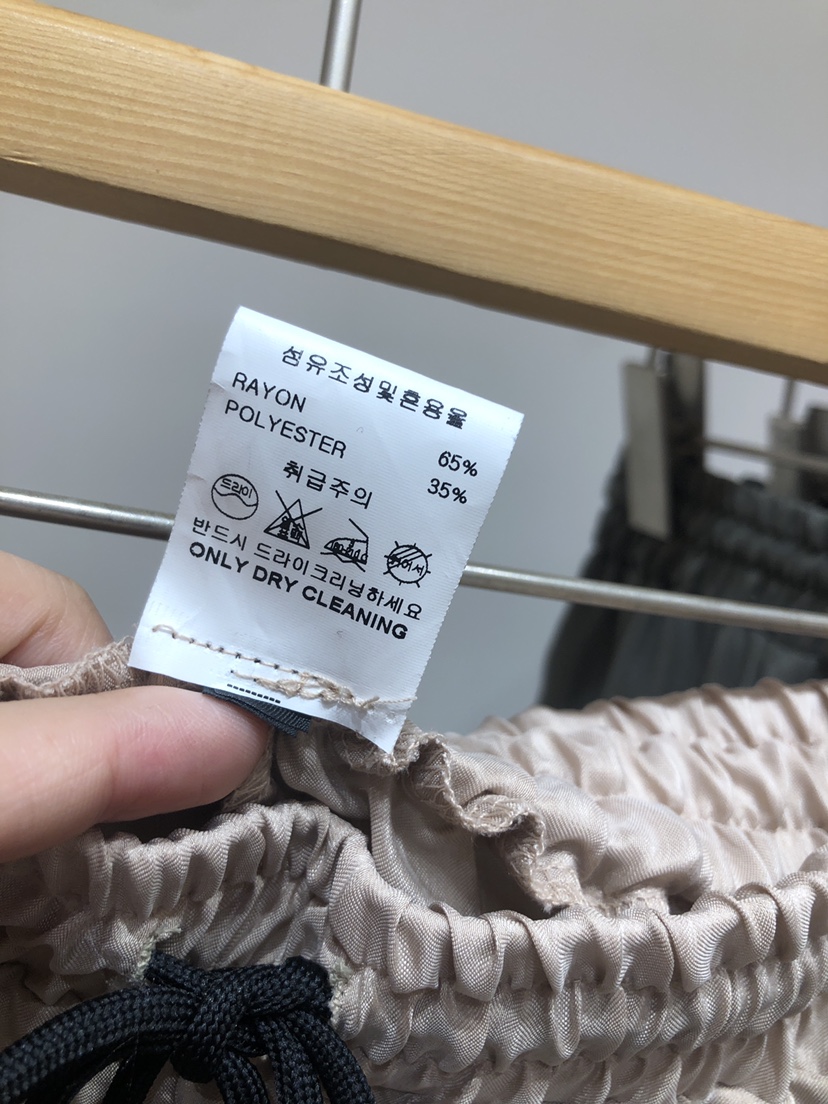 섬유조성및혼용율
RAYON 65%
POLYESTER 35%
취급주의
드라이
반드시 드라이크리닝하세요
ONLY DRY CLEANING